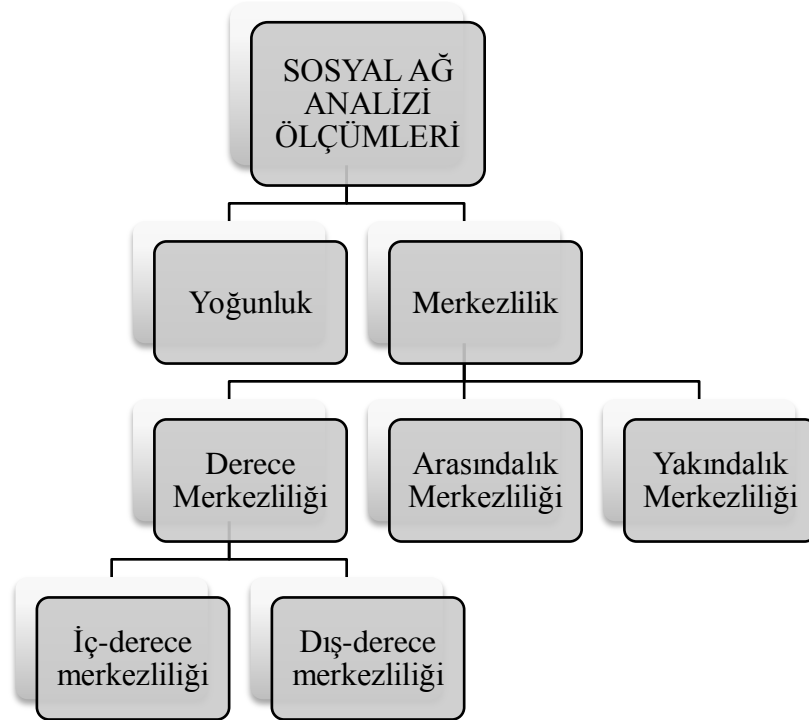 SOSYAL AĞ
ANALİZİ
ÖLÇÜMLERİ
Yoğunluk
Merkezlilik
Derece
Merkezliliği
Arasındalık
Merkezliliği
Yakındalık
Merkezliliği
İç-derece
merkezliliği
Dış-derece
merkezliliği